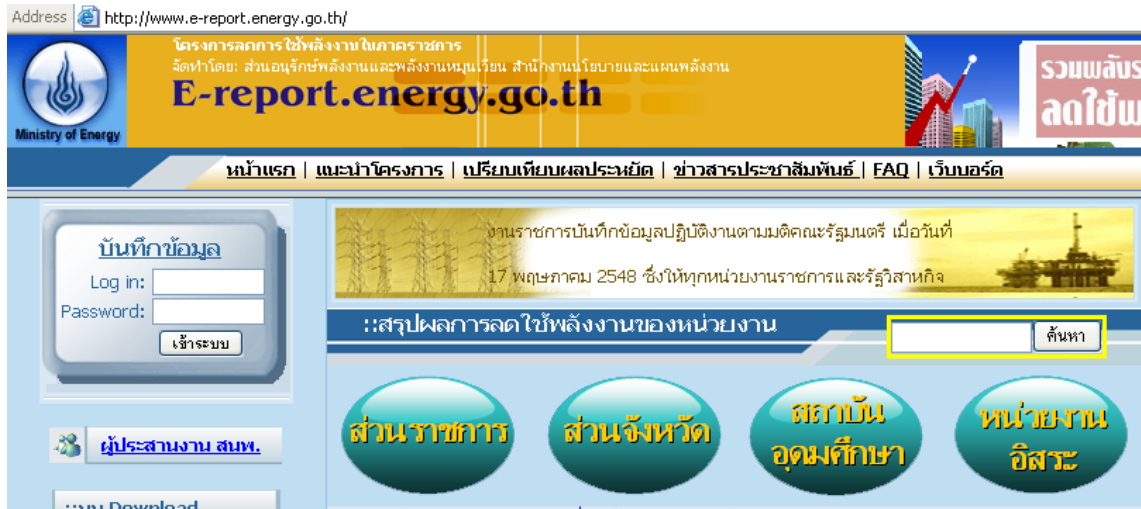 Address http://www.e-report.energy.go.th/
โครงการลดการใช้พลังงานในภาคราชการ
จัดทำโดย: ส่วนอนุรักษ์พลังงานและพลังงานหมุนเวียน สำนักงานนโยบายและแผนพลังงาน
E-report.energy.go.th
Ministry of Energy
รวมพลัง
ลดใช้
หน้าแรก | แนะนำโครงการ | เปรียบเทียบผลประหยัด | ข่าวสารประชาสัมพันธ์ | FAQ | เว็บบอร์ด
บันทึกข้อมูล
Log in:
Password:
เข้าระบบ
งานราชการบันทึกข้อมูลปฏิบัติงานตามมติคณะรัฐมนตรี เมื่อวันที่
17 พฤษภาคม 2548 ซึ่งให้ทุกหน่วยงานราชการและรัฐวิสาหกิจ
::สรุปผลการลดใช้พลังงานของหน่วยงาน
ค้นหา
ส่วนราชการ
ส่วนจังหวัด
สถาบัน
อุดมศึกษา
หน่วยงาน
อิสระ
ผู้ประสานงาน สนพ.
Download